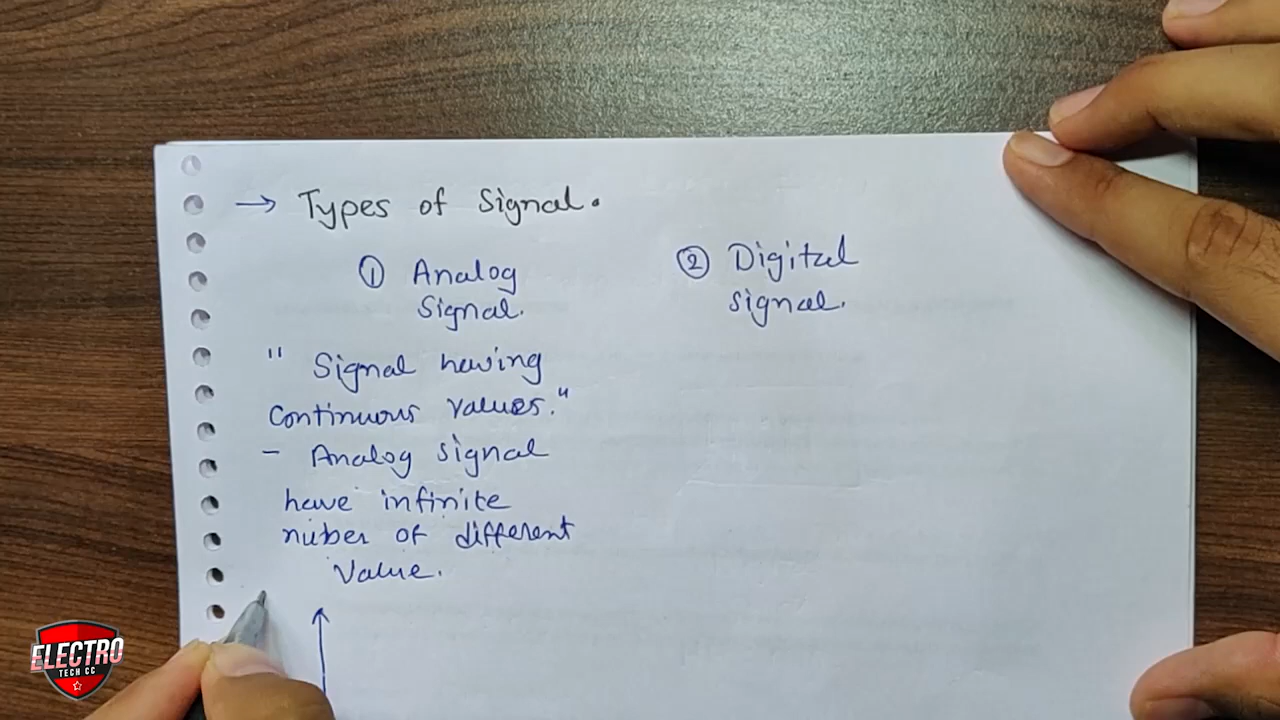 → Types of Signal.
① Analog
Signal.
② Digital
signal.
" Signal having
continuous values."
- Analog signal
have infinite
nuber of different
Value.
ELECTRO
TECH CC